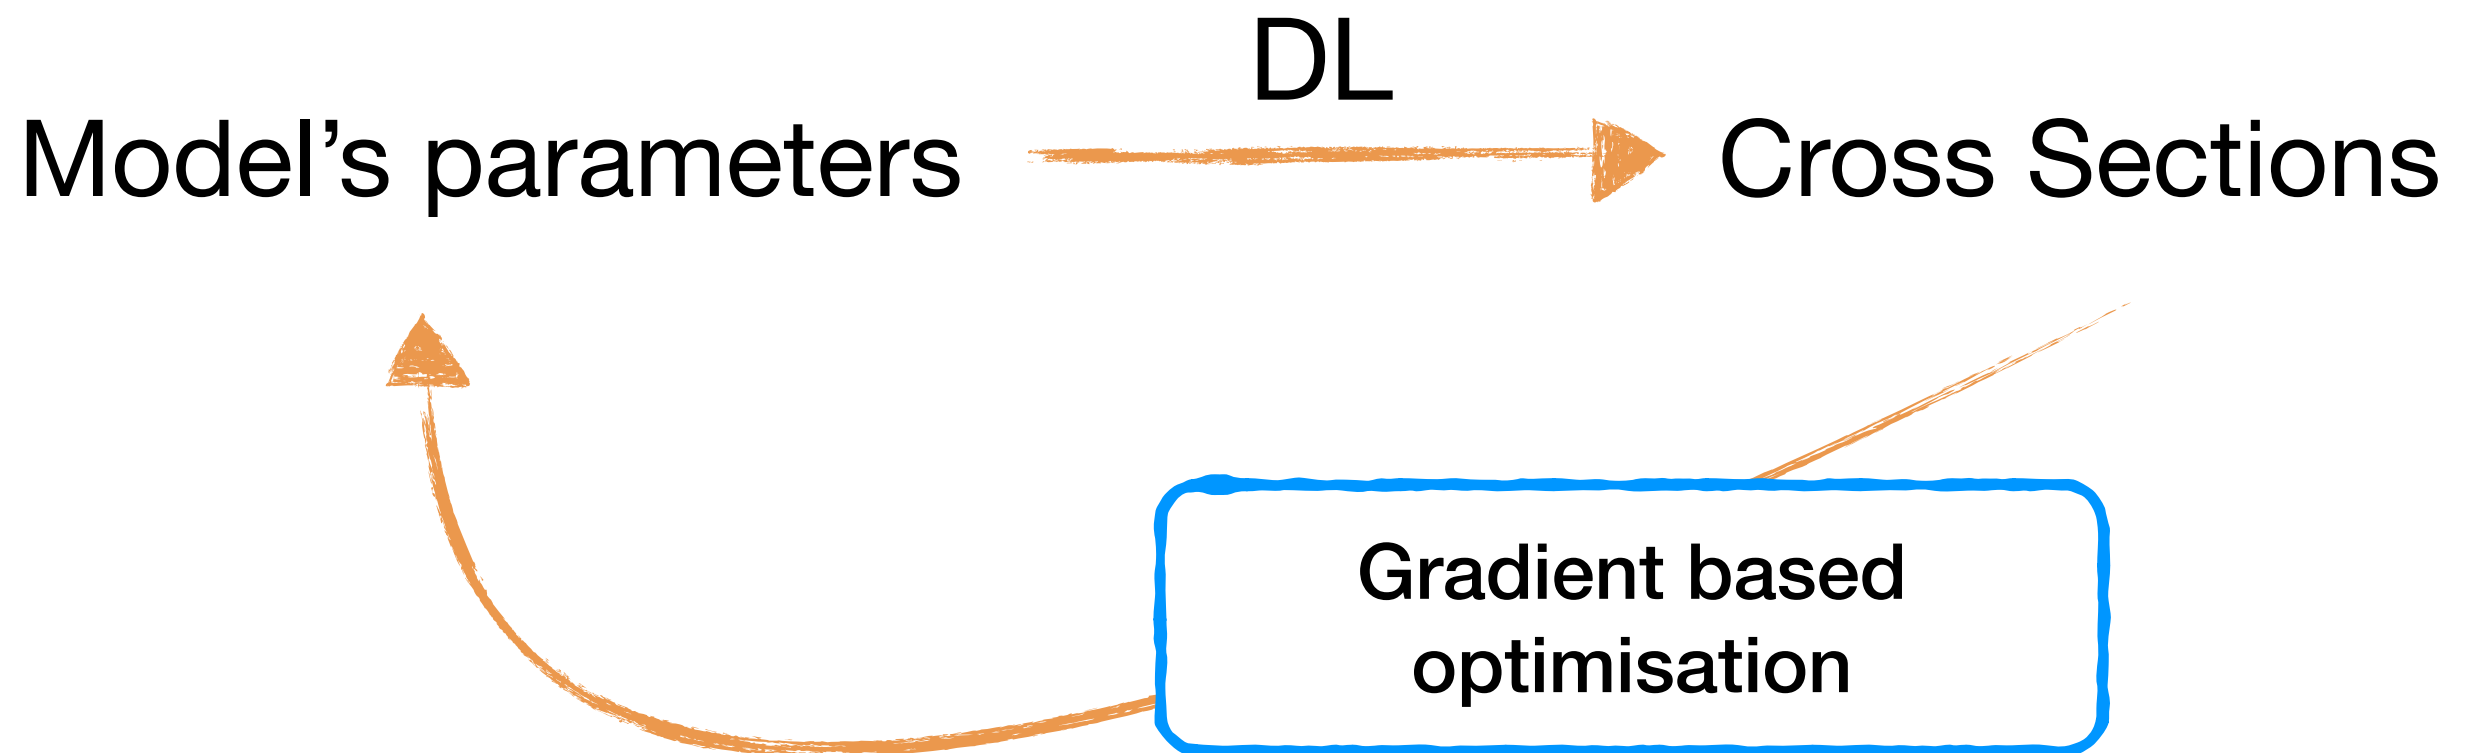 DL
Model’s parameters
Cross Sections
Gradient based
optimisation